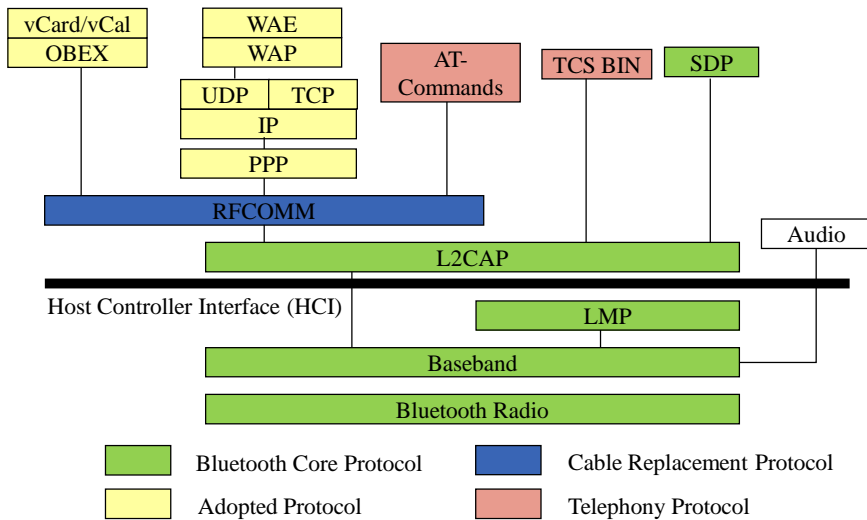 vCard/vCal
OBEX
WAE
WAP
UDP
TCP
IP
PPP
AT-
Commands
TCS BIN
SDP
RFCOMM
L2CAP
Audio
Host Controller Interface (HCI)
LMP
Baseband
Bluetooth Radio
Bluetooth Core Protocol
Cable Replacement Protocol
Adopted Protocol
Telephony Protocol